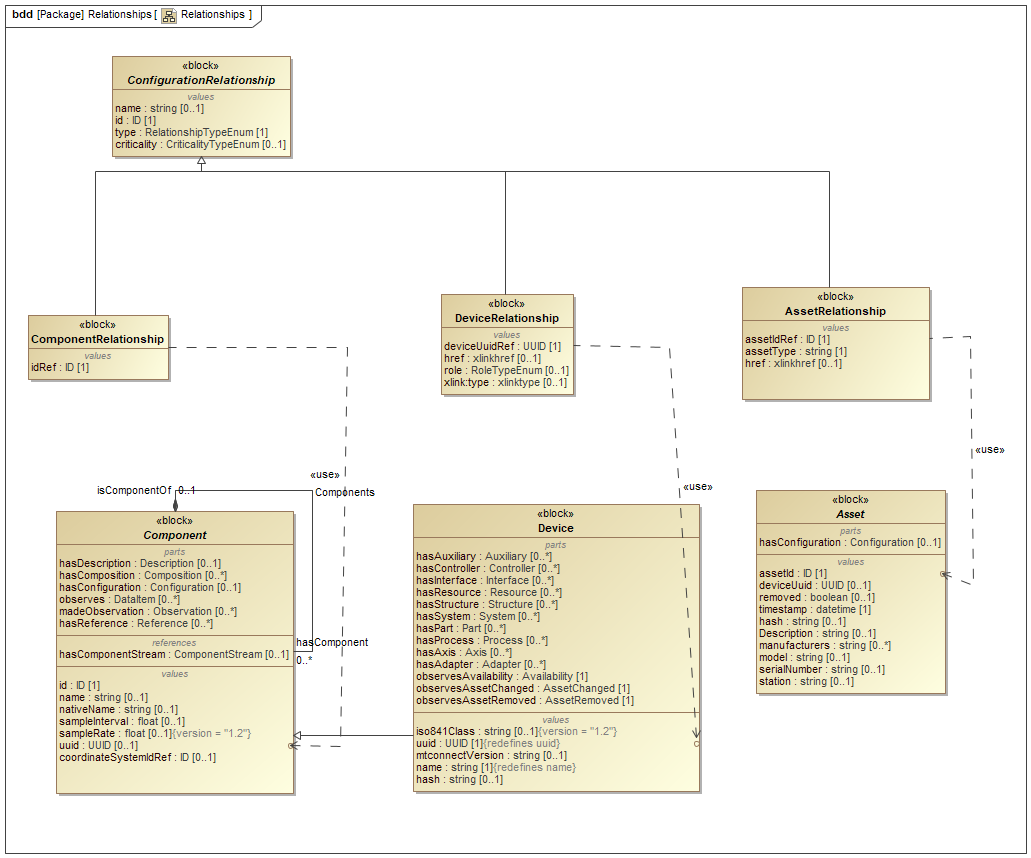 bdd [Package] Relationships [ Relationships ]
«block»
ConfigurationRelationship
values
name : string [0..1]
id : ID [1]
type : RelationshipTypeEnum [1]
criticality : CriticalityTypeEnum [0..1]
«block»
ComponentRelationship
values
idRef : ID [1]
«block»
DeviceRelationship
values
deviceUuidRef : UUID [1]
href : xlinkhref [0..1]
role : RoleTypeEnum [0..1]
xlink:type : xlinktype [0..1]
«block»
AssetRelationship
values
assetIdRef : ID [1]
assetType : string [1]
href : xlinkhref [0..1]
«use»
«use»
«use»
isComponentOf 0..1
Components
hasComponent
0..*
«block»
Component
parts
hasDescription : Description [0..1]
hasComposition : Composition [0..*]
hasConfiguration : Configuration [0..1]
observes : DataItem [0..*]
madeObservation : Observation [0..*]
hasReference : Reference [0..*]
references
hasComponentStream : ComponentStream [0..1]
values
id : ID [1]
name : string [0..1]
nativeName : string [0..1]
sampleInterval : float [0..1]
sampleRate : float [0..1]{version = "1.2"}
uuid : UUID [0..1]
coordinateSystemIdRef : ID [0..1]
«block»
Device
parts
hasAuxiliary : Auxiliary [0..*]
hasController : Controller [0..*]
hasInterface : Interface [0..*]
hasResource : Resource [0..*]
hasStructure : Structure [0..*]
hasSystem : System [0..*]
hasPart : Part [0..*]
hasProcess : Process [0..*]
hasAxis : Axis [0..*]
hasAdapter : Adapter [0..*]
observesAvailability : Availability [1]
observesAssetChanged : AssetChanged [1]
observesAssetRemoved : AssetRemoved [1]
values
iso841Class : string [0..1]{version = "1.2"}
uuid : UUID [1]{redefines uuid}
mtconnectVersion : string [0..1]
name : string [1]{redefines name}
hash : string [0..1]
«block»
Asset
parts
hasConfiguration : Configuration [0..1]
values
assetId : ID [1]
deviceUuid : UUID [0..1]
removed : boolean [0..1]
timestamp : datetime [1]
hash : string [0..1]
Description : string [0..1]
manufacturers : string [0..*]
model : string [0..1]
serialNumber : string [0..1]
station : string [0..1]